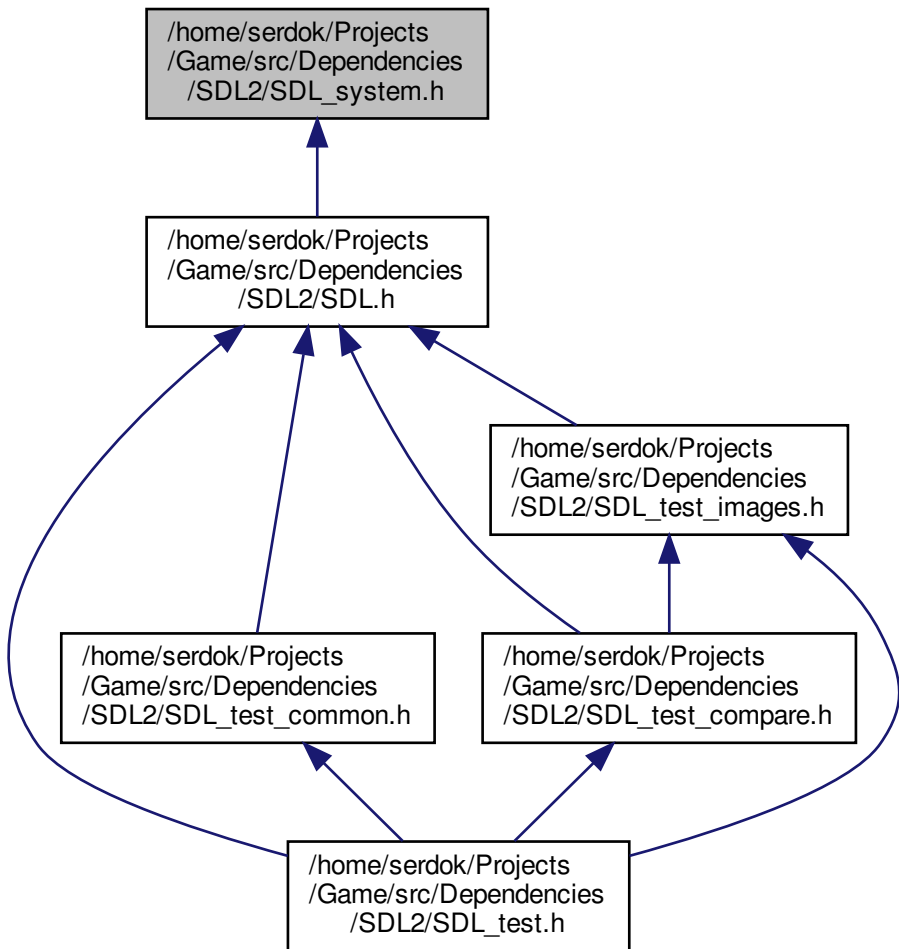 /home/serdok/Projects
/Game/src/Dependencies
/SDL2/SDL_system.h
/home/serdok/Projects
/Game/src/Dependencies
/SDL2/SDL.h
/home/serdok/Projects
/Game/src/Dependencies
/SDL2/SDL_test_images.h
/home/serdok/Projects
/Game/src/Dependencies
/SDL2/SDL_test_common.h
/home/serdok/Projects
/Game/src/Dependencies
/SDL2/SDL_test_compare.h
/home/serdok/Projects
/Game/src/Dependencies
/SDL2/SDL_test.h